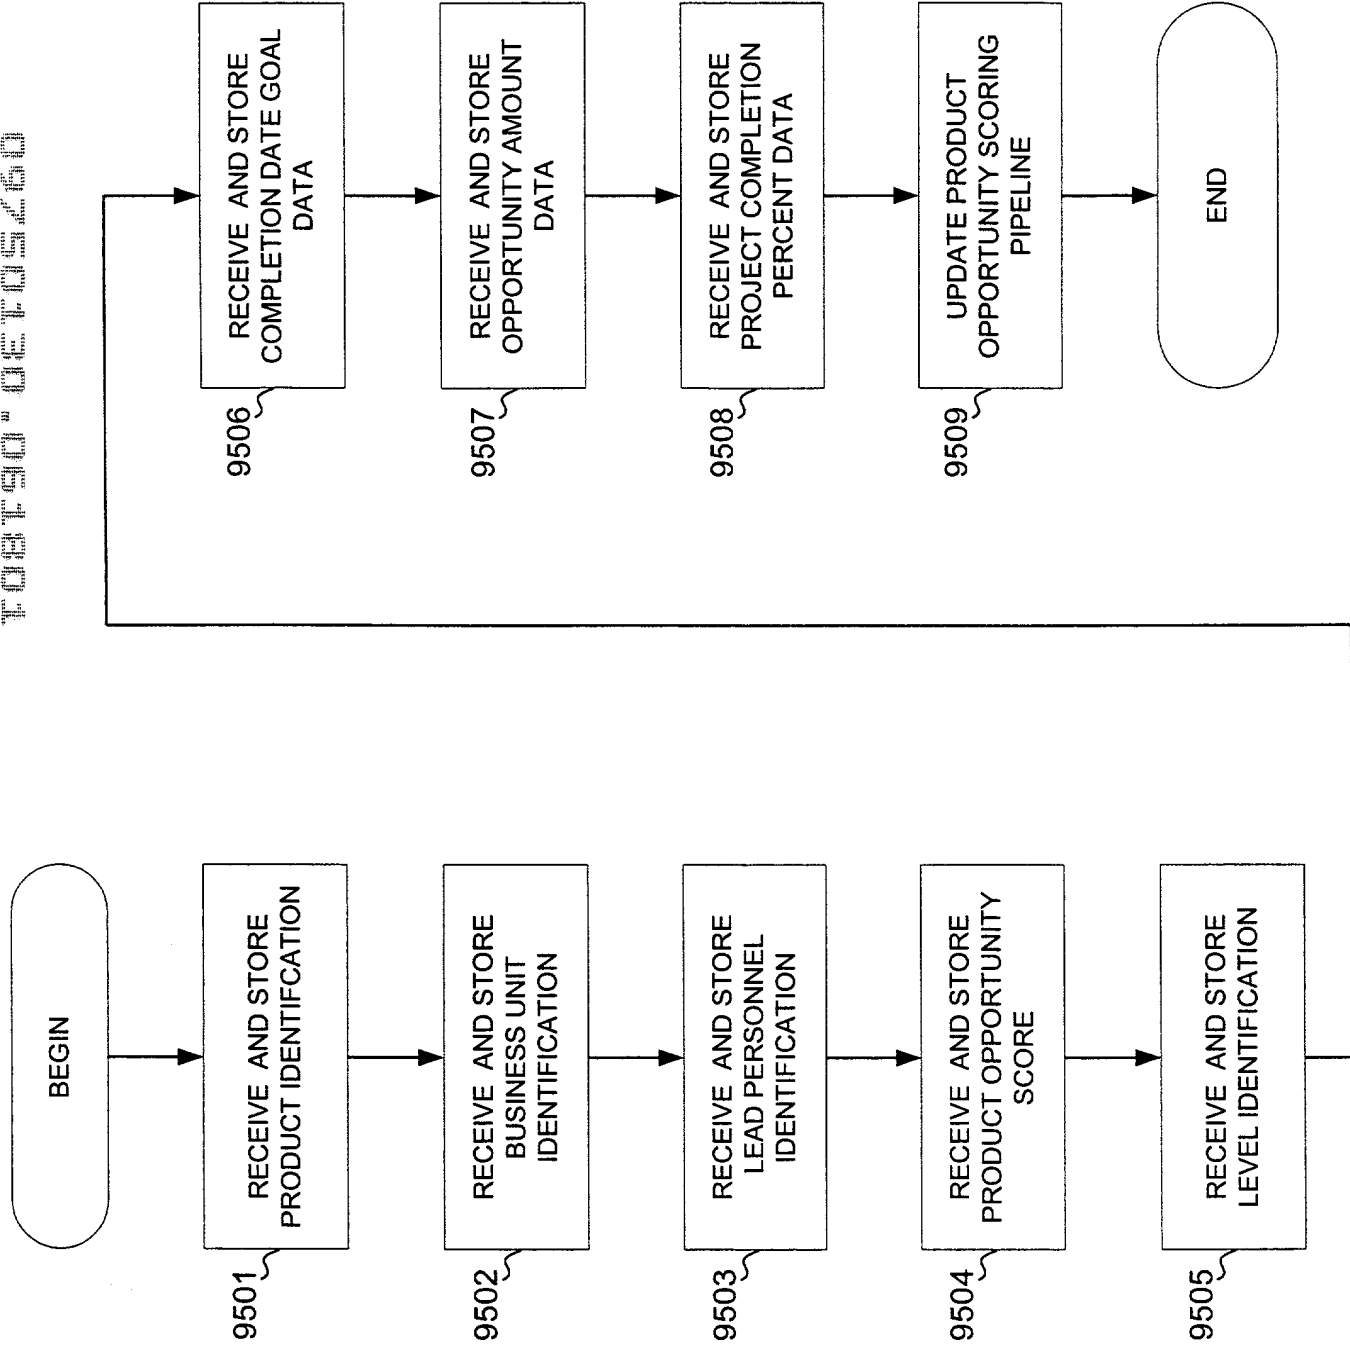 BEGIN
9501
RECEIVE AND STORE
PRODUCT IDENTIFCATION
9502
RECEIVE AND STORE
BUSINESS UNIT
IDENTIFICATION
9503
RECEIVE AND STORE
LEAD PERSONNEL
IDENTIFICATION
9504
RECEIVE AND STORE
PRODUCT OPPORTUNITY
SCORE
9505
RECEIVE AND STORE
LEVEL IDENTIFICATION
9506
RECEIVE AND STORE
COMPLETION DATE GOAL
DATA
9507
RECEIVE AND STORE
OPPORTUNITY AMOUNT
DATA
9508
RECEIVE AND STORE
PROJECT COMPLETION
PERCENT DATA
9509
UPDATE PRODUCT
OPPORTUNITY SCORING
PIPELINE
END